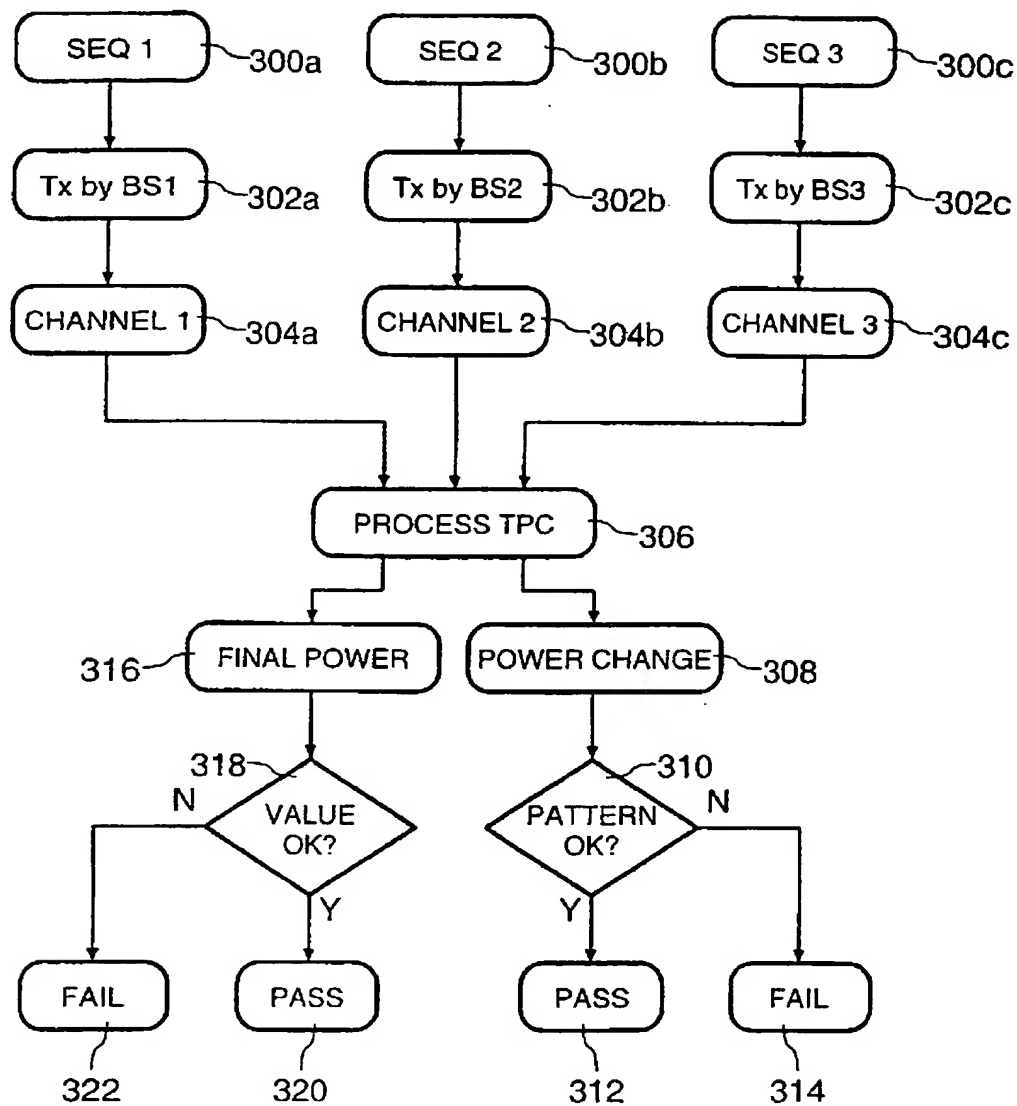 SEQ 1
300a
SEQ 2
300b
SEQ 3
300c
Tx by BS1
302a
Tx by BS2
302b
Tx by BS3
302c
CHANNEL 1
304a
CHANNEL 2
304b
CHANNEL 3
304c
PROCESS TPC
306
316
FINAL POWER
POWER CHANGE
308
318
310
N
VALUE
OK?
PATTERN
OK?
N
Y
Y
FAIL
PASS
PASS
FAIL
322
320
312
314